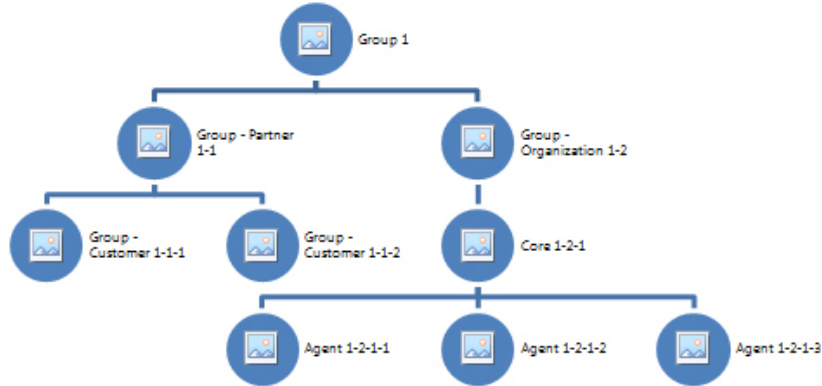 Group 1
Group - Partner
1-1
Group -
Organization 1-2
Group -
Customer 1-1-1
Group -
Customer 1-1-2
Core 1-2-1
Agent 1-2-1-1
Agent 1-2-1-2
Agent 1-2-1-3